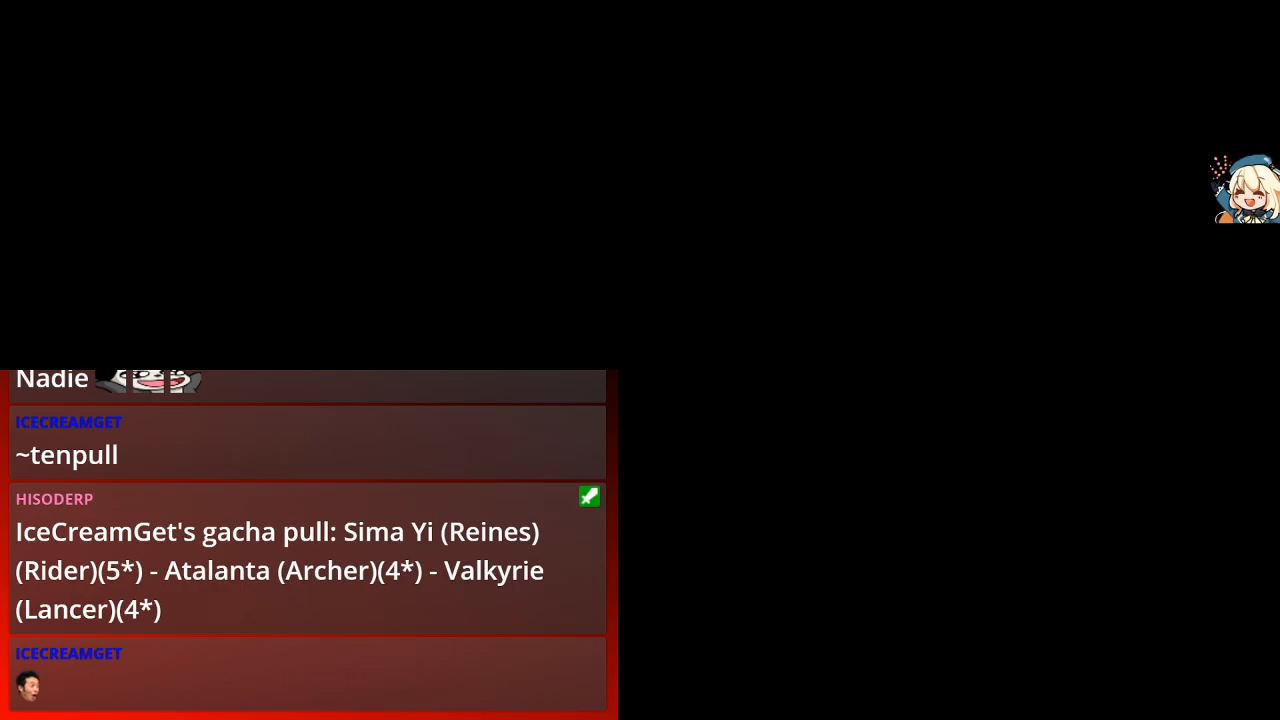 Nadie
ICECREAMGET
~tenpull
HISODERP
IceCreamGet's gacha pull: Sima Yi (Reines)
(Rider)(5*) - Atalanta (Archer)(4*) - Valkyrie
(Lancer)(4*)
ICECREAMGET